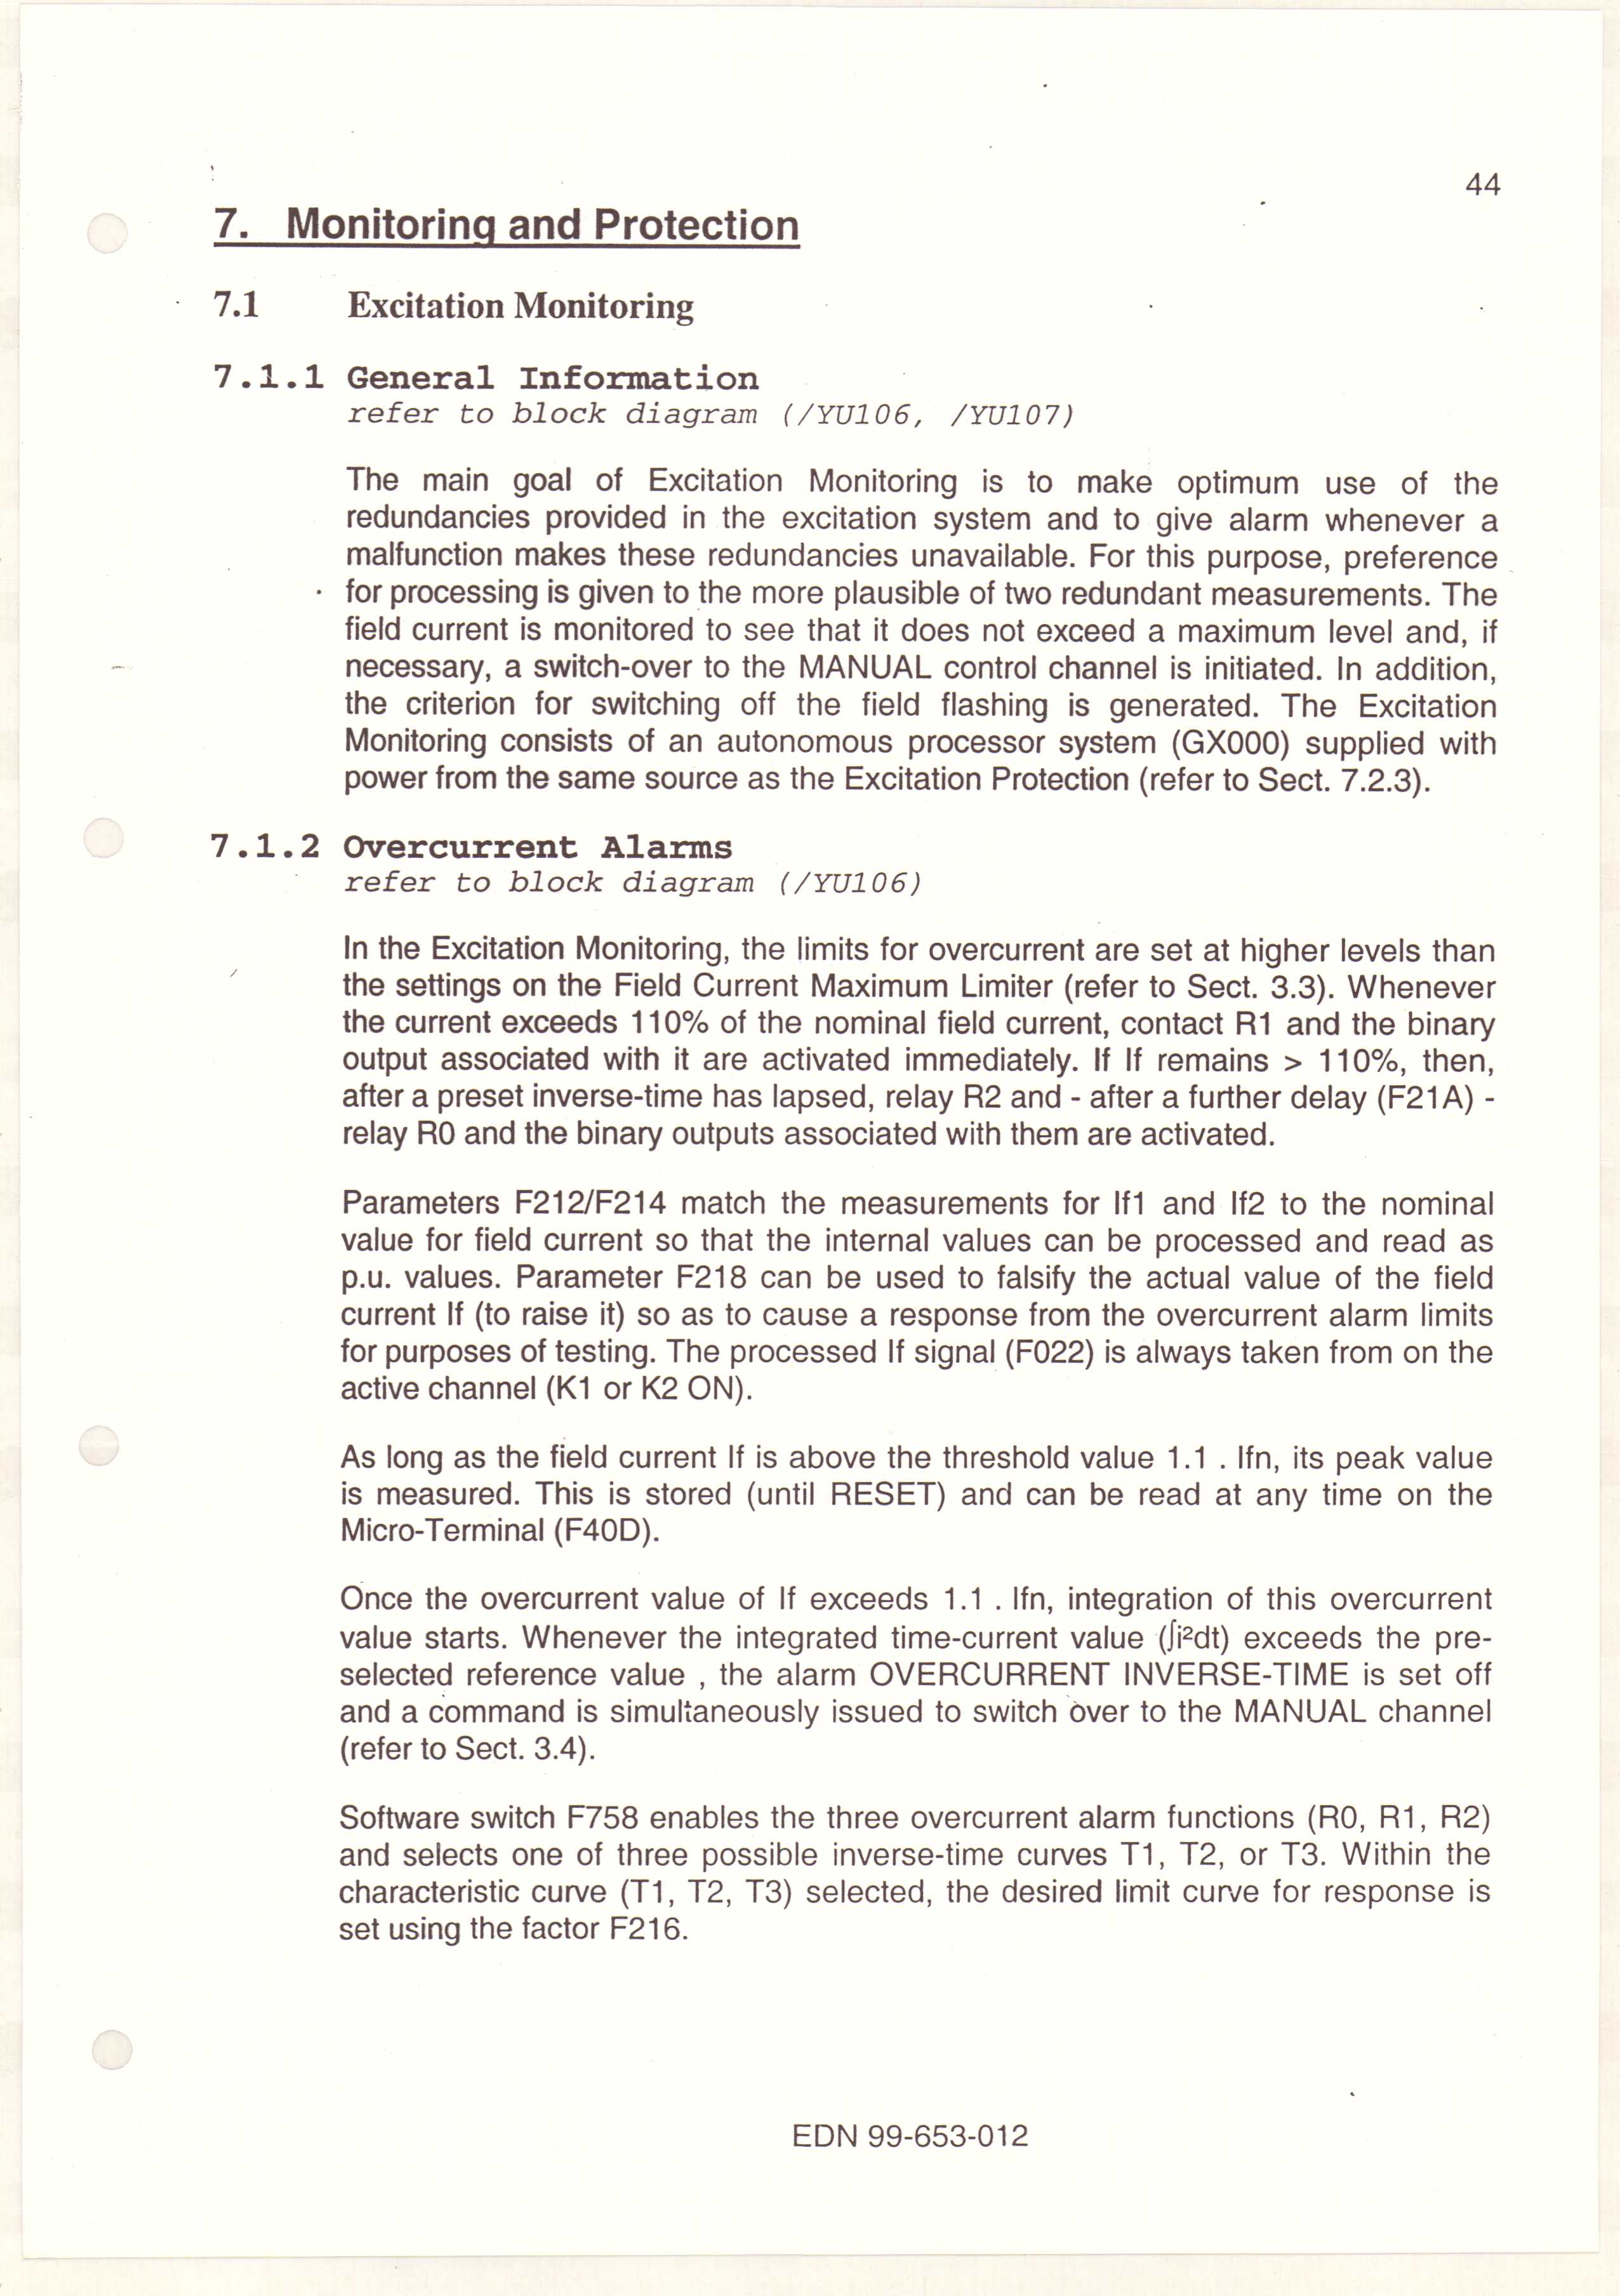 44
7. Monitoring and Protection
7.1 Excitation Monitoring
7.1.1 General Information
refer to block diagram (/YU106, /YU107)
The main goal of Excitation Monitoring is to make optimum use of the
redundancies provided in the excitation system and to give alarm whenever a
malfunction makes these redundancies unavailable. For this purpose, preference
for processing is given to the more plausible of two redundant measurements. The
field current is monitored to see that it does not exceed a maximum level and, if
necessary, a switch-over to the MANUAL control channel is initiated. In addition,
the criterion for switching off the field flashing is generated. The Excitation
Monitoring consists of an autonomous processor system (GX000) supplied with
power from the same source as the Excitation Protection (refer to Sect. 7.2.3).
7.1.2 Overcurrent Alarms
refer to block diagram (/YU106)
In the Excitation Monitoring, the limits for overcurrent are set at higher levels than
the settings on the Field Current Maximum Limiter (refer to Sect. 3.3). Whenever
the current exceeds 110% of the nominal field current, contact R1 and the binary
output associated with it are activated immediately. If If remains > 110%, then,
after a preset inverse-time has lapsed, relay R2 and - after a further delay (F21A) -
relay R0 and the binary outputs associated with them are activated.
Parameters F212/F214 match the measurements for If1 and If2 to the nominal
value for field current so that the internal values can be processed and read as
p.u. values. Parameter F218 can be used to falsify the actual value of the field
current If (to raise it) so as to cause a response from the overcurrent alarm limits
for purposes of testing. The processed If signal (F022) is always taken from on the
active channel (K1 or K2 ON).
As long as the field current If is above the threshold value 1.1 . Ifn, its peak value
is measured. This is stored (until RESET) and can be read at any time on the
Micro-Terminal (F40D).
Once the overcurrent value of If exceeds 1.1 . Ifn, integration of this overcurrent
value starts. Whenever the integrated time-current value (∫i²dt) exceeds the pre-
selected reference value , the alarm OVERCURRENT INVERSE-TIME is set off
and a command is simultaneously issued to switch over to the MANUAL channel
(refer to Sect. 3.4).
Software switch F758 enables the three overcurrent alarm functions (R0, R1, R2)
and selects one of three possible inverse-time curves T1, T2, or T3. Within the
characteristic curve (T1, T2, T3) selected, the desired limit curve for response is
set using the factor F216.
EDN 99-653-012